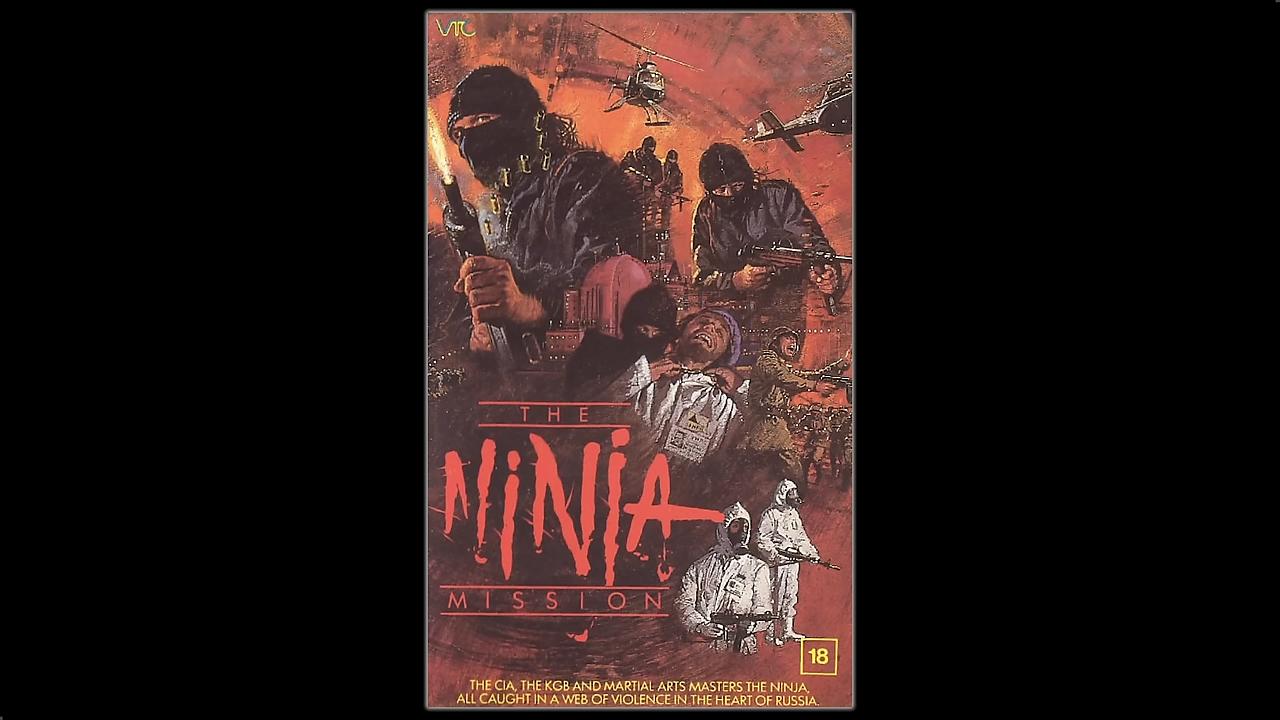 VTC
THE
NiNjA
MISSION
18
THE CIA, THE KGB AND MARTIAL ARTS MASTERS THE NINJA,
ALL CAUGHT IN A WEB OF VIOLENCE IN THE HEART OF RUSSIA.